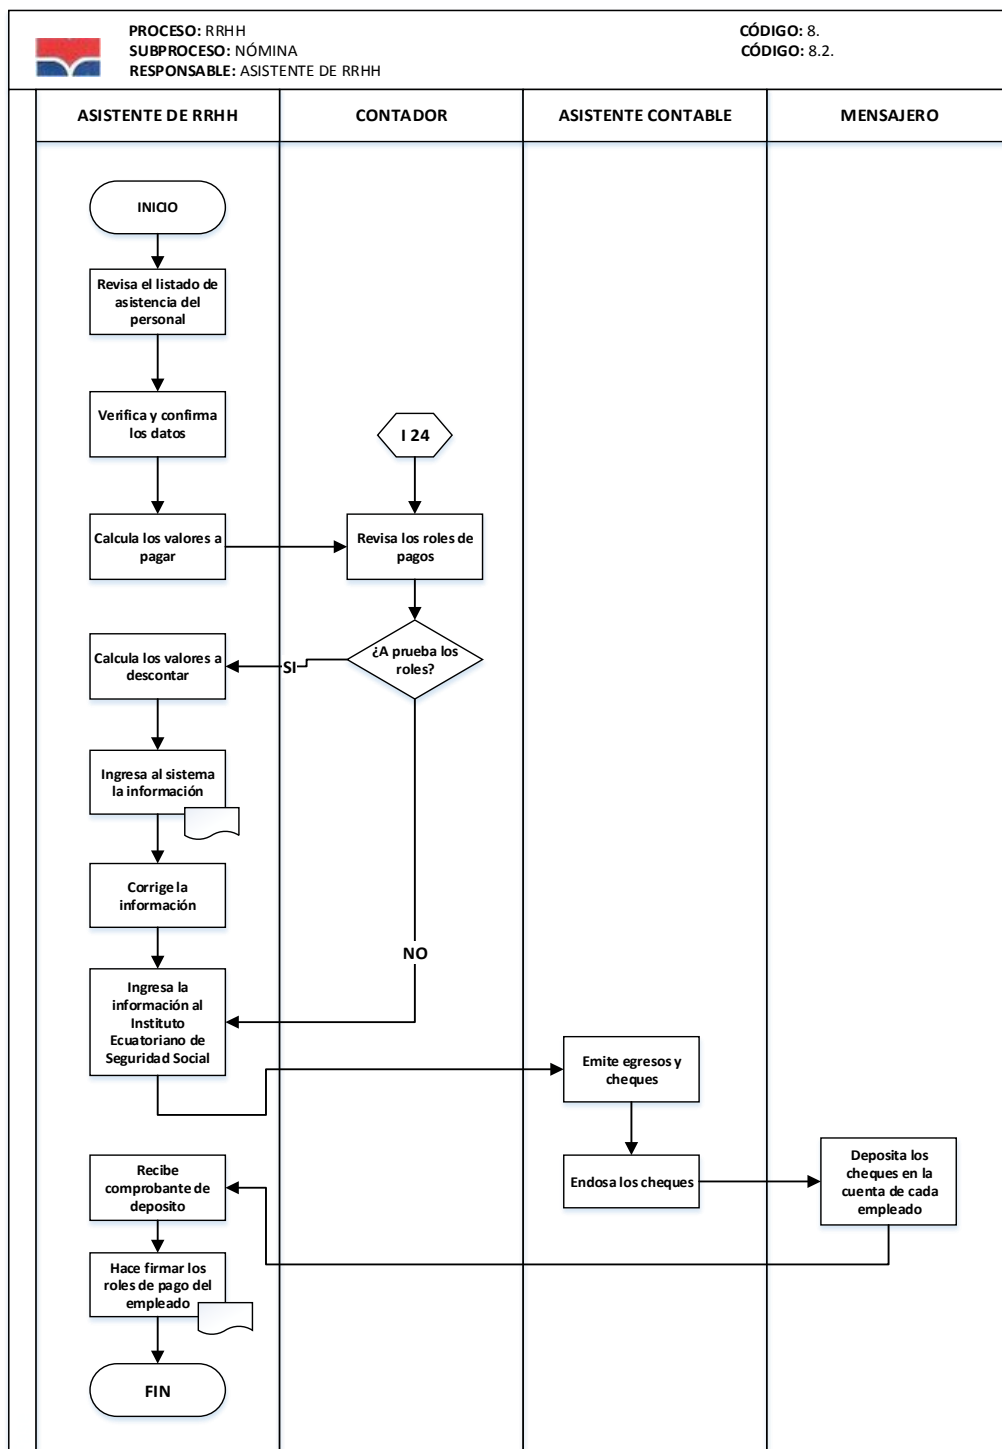 PROCESO: RRHH
SUBPROCESO: NÓMINA
RESPONSABLE: ASISTENTE DE RRHH
CÓDIGO: 8.
CÓDIGO: 8.2.
ASISTENTE DE RRHH
CONTADOR
ASISTENTE CONTABLE
MENSAJERO
INICIO
Revisa el listado de
asistencia del
personal
Verifica y confirma
los datos
I 24
Calcula los valores a
pagar
Revisa los roles de
pagos
¿A prueba los
roles?
SI
Calcula los valores a
descontar
Ingresa al sistema
la información
Corrige la
información
NO
Ingresa la
información al
Instituto
Ecuatoriano de
Seguridad Social
Emite egresos y
cheques
Endosa los cheques
Deposita los
cheques en la
cuenta de cada
empleado
Recibe
comprobante de
deposito
Hace firmar los
roles de pago del
empleado
FIN